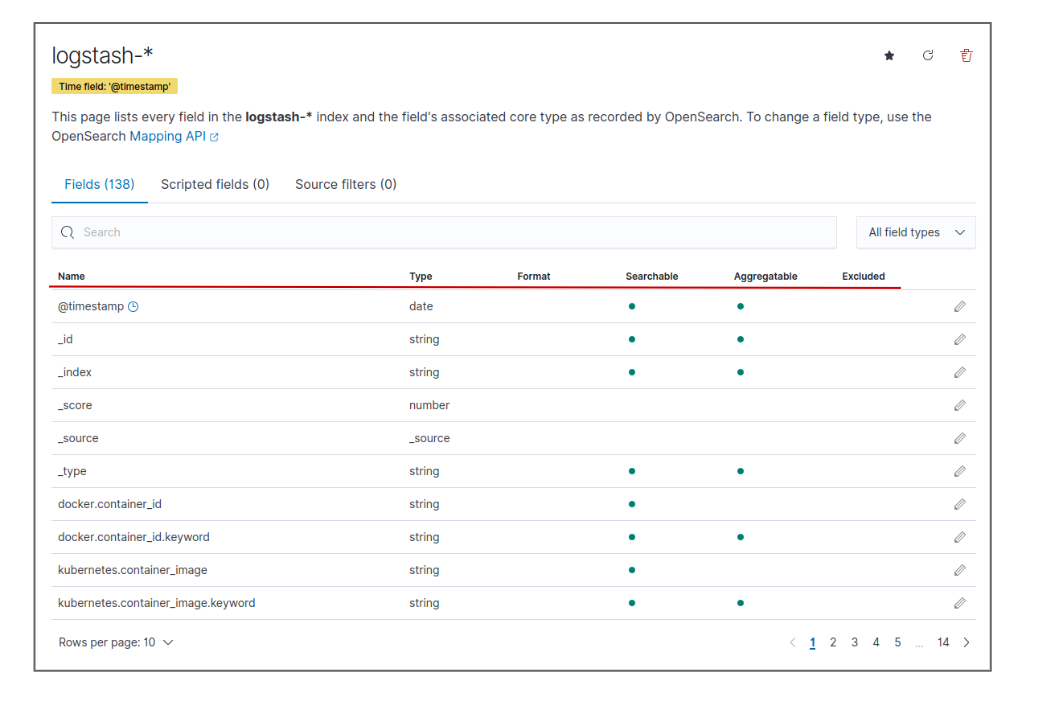 logstash-*
Time field: '@timestamp'
This page lists every field in the logstash-* index and the field's associated core type as recorded by OpenSearch. To change a field type, use the
OpenSearch Mapping API
Fields (138) Scripted fields (0) Source filters (0)
Search All field types
Name Type Format Searchable Aggregatable Excluded
@timestamp date
_id string
_index string
_score number
_source _source
_type string
docker.container_id string
docker.container_id.keyword string
kubernetes.container_image string
kubernetes.container_image.keyword string
Rows per page: 10 < 1 2 3 4 5 ... 14 >